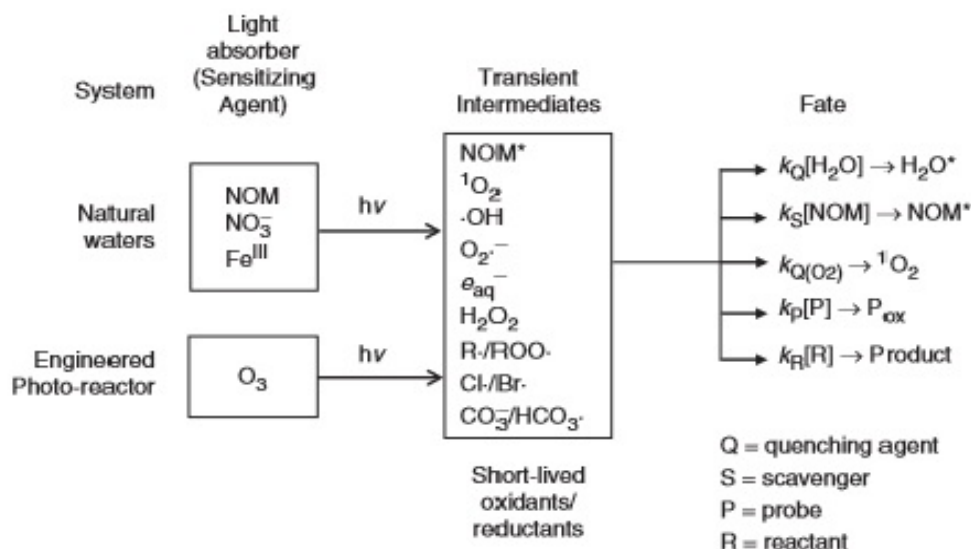 System
Light
absorber
(Sensitizing
Agent)
Transient
Intermediates
Fate
Natural
waters
NOM
NO₃⁻
Feᴵᴵᴵ
hν
Engineered
Photo-reactor
O₃
hν
NOM*
¹O₂
·OH
O₂·⁻
e_aq⁻
H₂O₂
R·/ROO·
Cl·/Br·
CO₃⁻/HCO₃·
Short-lived
oxidants/
reductants
k_Q[H₂O] → H₂O*
k_S[NOM] → NOM*
k_Q(O2) → ¹O₂
k_P[P] → P_ox
k_R[R] → Product
Q = quenching agent
S = scavenger
P = probe
R = reactant